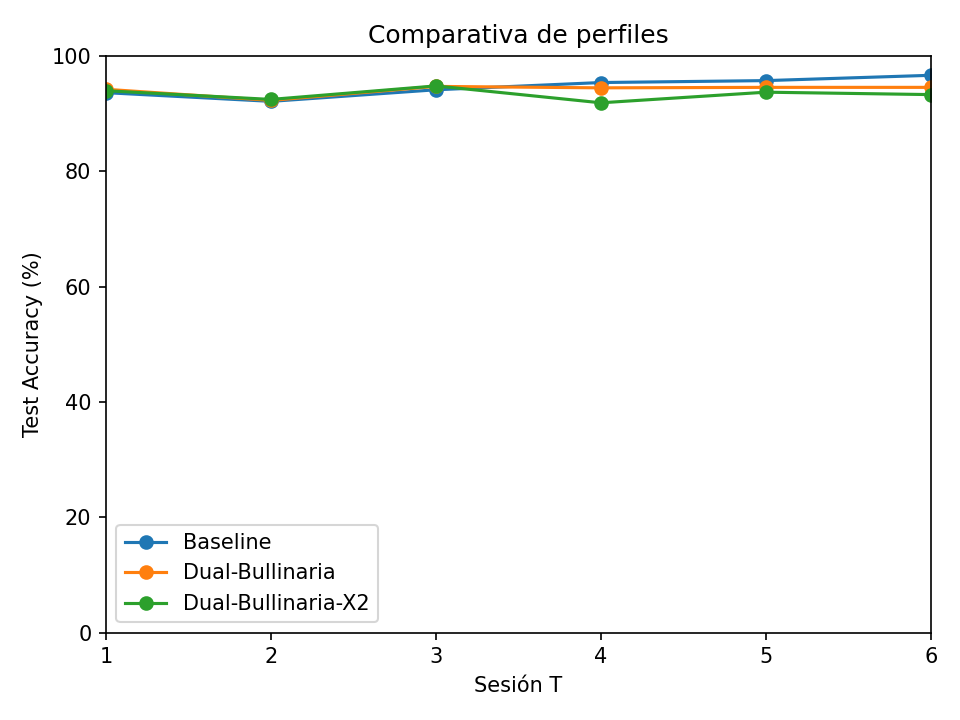 Comparativa de perfiles
100
80
60
40
20
0
Test Accuracy (%)
Baseline
Dual-Bullinaria
Dual-Bullinaria-X2
1 2 3 4 5 6
Sesión T